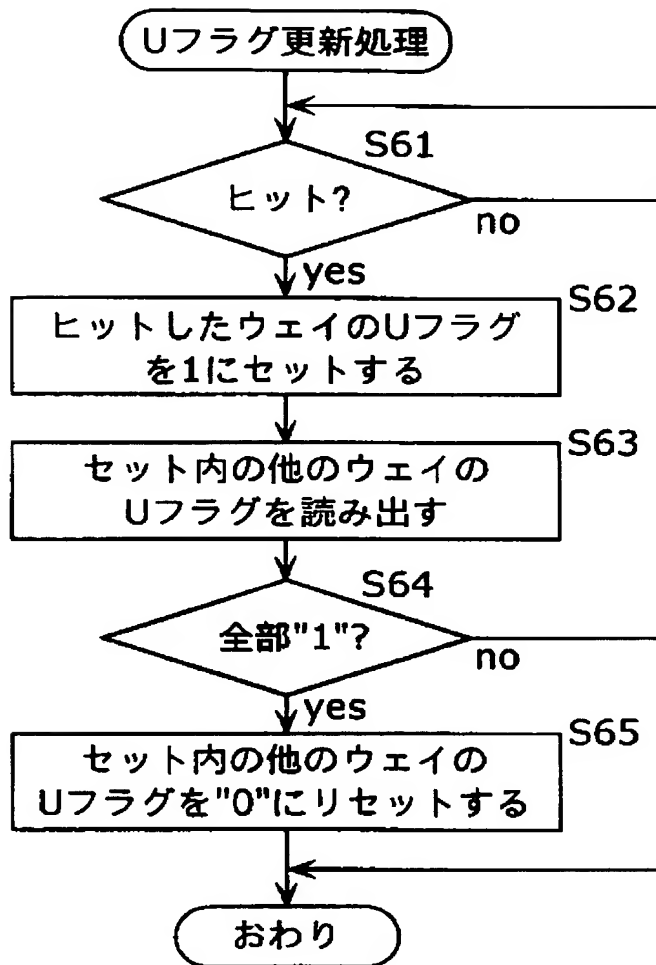 Uフラグ更新処理
S61
ヒット?
no
yes
S62
ヒットしたウェイのUフラグ
を1にセットする
S63
セット内の他のウェイの
Uフラグを読み出す
S64
全部"1"?
no
yes
S65
セット内の他のウェイの
Uフラグを"0"にリセットする
おわり